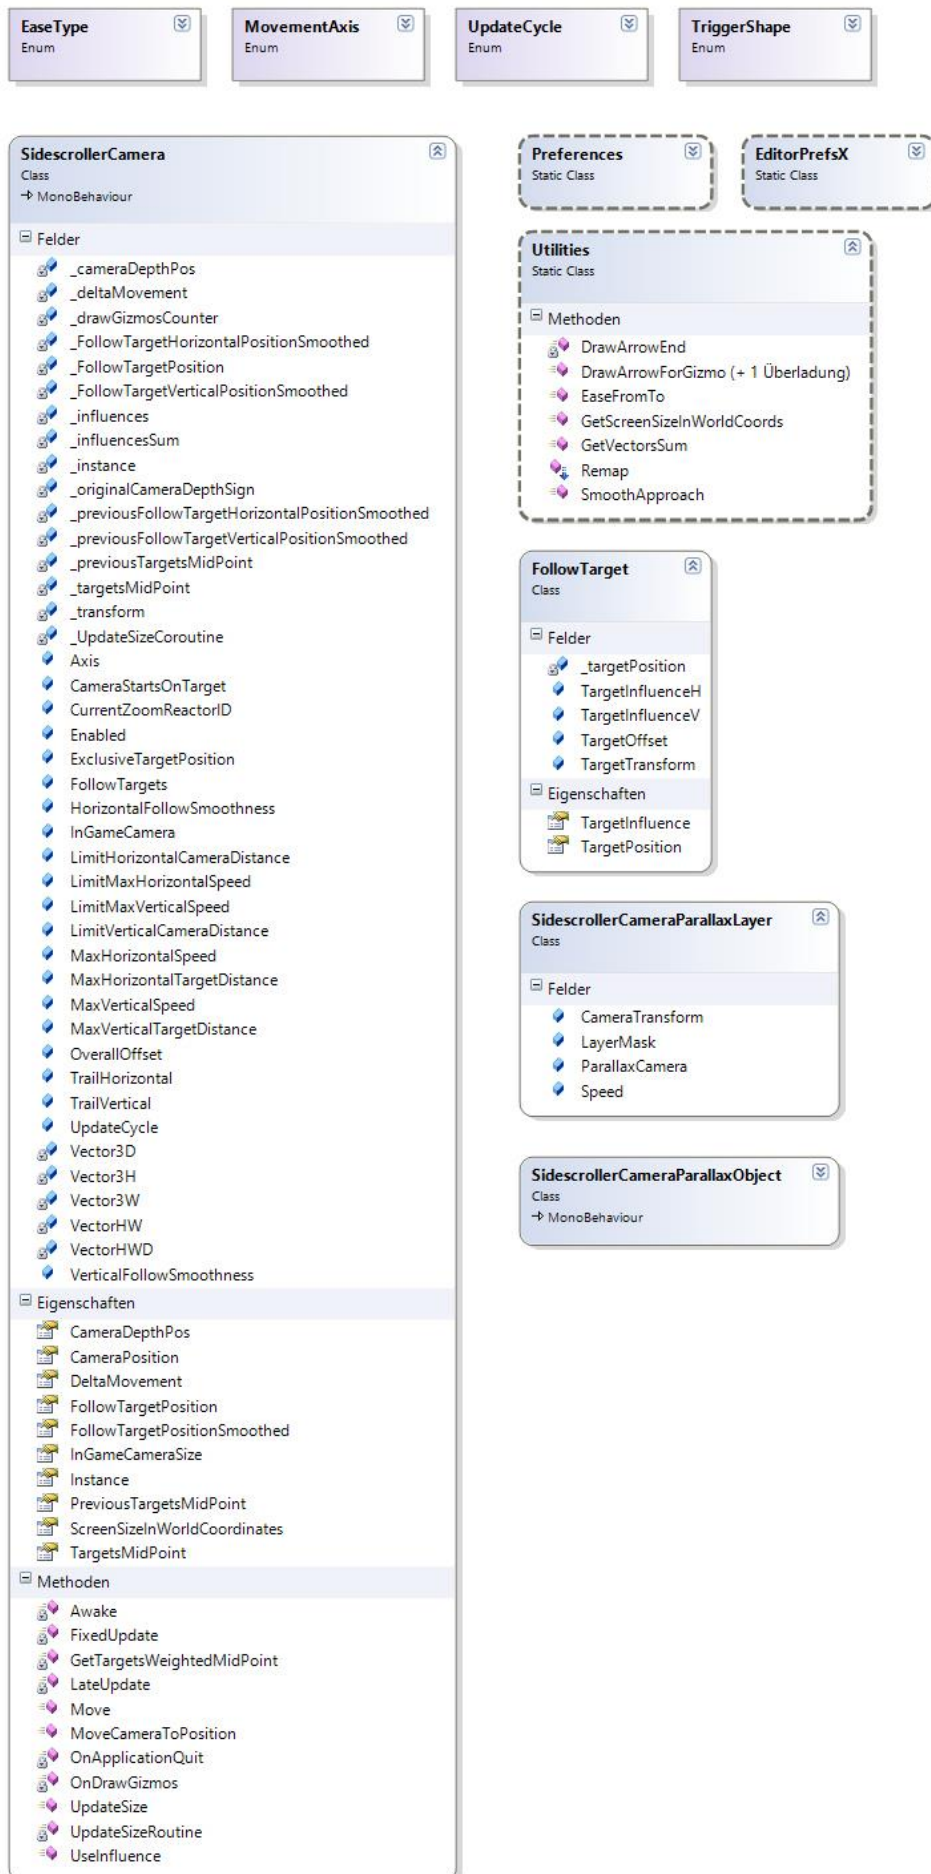 EaseType
Enum
MovementAxis
Enum
UpdateCycle
Enum
TriggerShape
Enum
SidescrollerCamera
Class
MonoBehaviour
Felder
_cameraDepthPos
_deltaMovement
_drawGizmosCounter
_FollowTargetHorizontalPositionSmoothed
_FollowTargetPosition
_FollowTargetVerticalPositionSmoothed
_influences
_influencesSum
_instance
_originalCameraDepthSign
_previousFollowTargetHorizontalPositionSmoothed
_previousFollowTargetVerticalPositionSmoothed
_previousTargetsMidPoint
_targetsMidPoint
_transform
_UpdateSizeCoroutine
Axis
CameraStartsOnTarget
CurrentZoomReactorID
Enabled
ExclusiveTargetPosition
FollowTargets
HorizontalFollowSmoothness
InGameCamera
LimitHorizontalCameraDistance
LimitMaxHorizontalSpeed
LimitMaxVerticalSpeed
LimitVerticalCameraDistance
MaxHorizontalSpeed
MaxHorizontalTargetDistance
MaxVerticalSpeed
MaxVerticalTargetDistance
OverallOffset
TrailHorizontal
TrailVertical
UpdateCycle
Vector3D
Vector3H
Vector3W
VectorHW
VectorHWD
VerticalFollowSmoothness
Eigenschaften
CameraDepthPos
CameraPosition
DeltaMovement
FollowTargetPosition
FollowTargetPositionSmoothed
InGameCameraSize
Instance
PreviousTargetsMidPoint
ScreenSizeInWorldCoordinates
TargetsMidPoint
Methoden
Awake
FixedUpdate
GetTargetsWeightedMidPoint
LateUpdate
Move
MoveCameraToPosition
OnApplicationQuit
OnDrawGizmos
UpdateSize
UpdateSizeRoutine
UseInfluence
Preferences
Static Class
EditorPrefsX
Static Class
Utilities
Static Class
Methoden
DrawArrowEnd
DrawArrowForGizmo (+ 1 Überladung)
EaseFromTo
GetScreenSizeInWorldCoords
GetVectorsSum
Remap
SmoothApproach
FollowTarget
Class
Felder
_targetPosition
TargetInfluenceH
TargetInfluenceV
TargetOffset
TargetTransform
Eigenschaften
TargetInfluence
TargetPosition
SidescrollerCameraParallaxLayer
Class
Felder
CameraTransform
LayerMask
ParallaxCamera
Speed
SidescrollerCameraParallaxObject
Class
MonoBehaviour